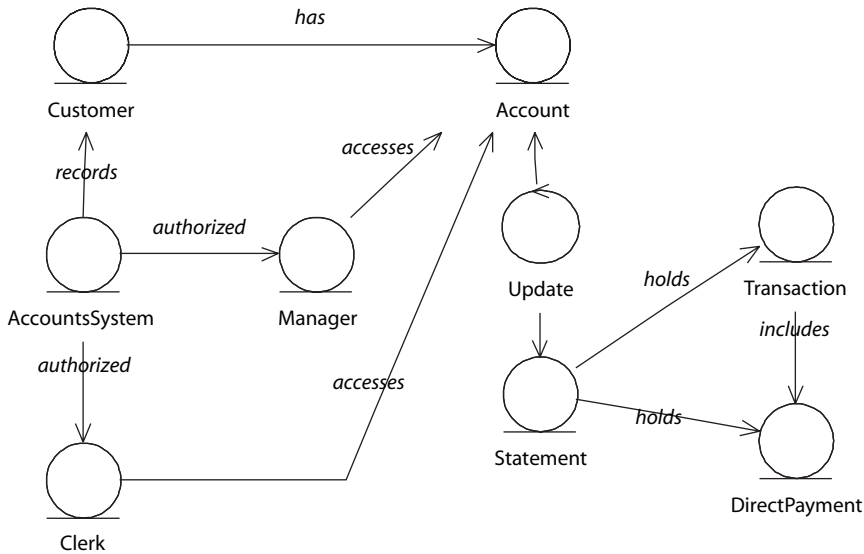 has
Customer
Account
records
accesses
authorized
AccountsSystem
Manager
Update
holds
Transaction
includes
authorized
accesses
holds
Statement
DirectPayment
Clerk